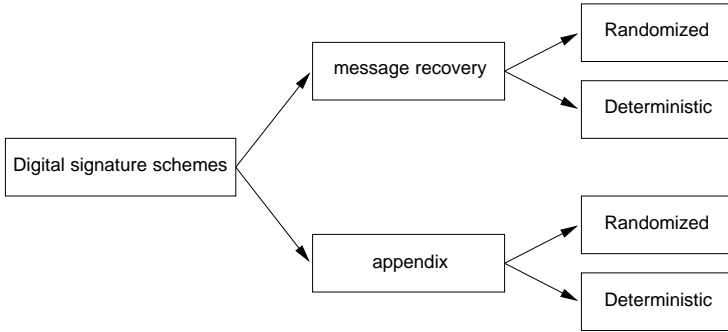 Digital signature schemes
message recovery
Randomized
Deterministic
appendix
Randomized
Deterministic